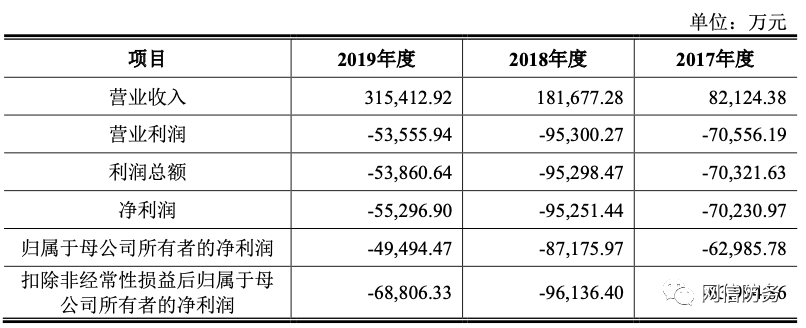 单位：万元
项目 2019年度 2018年度 2017年度
营业收入 315,412.92 181,677.28 82,124.38
营业利润 -53,555.94 -95,300.27 -70,556.19
利润总额 -53,860.64 -95,298.47 -70,321.63
净利润 -55,296.90 -95,251.44 -70,230.97
归属于母公司所有者的净利润 -49,494.47 -87,175.97 -62,985.78
扣除非经常性损益后归属于母
公司所有者的净利润 -68,806.33 -96,136.40
网信防务